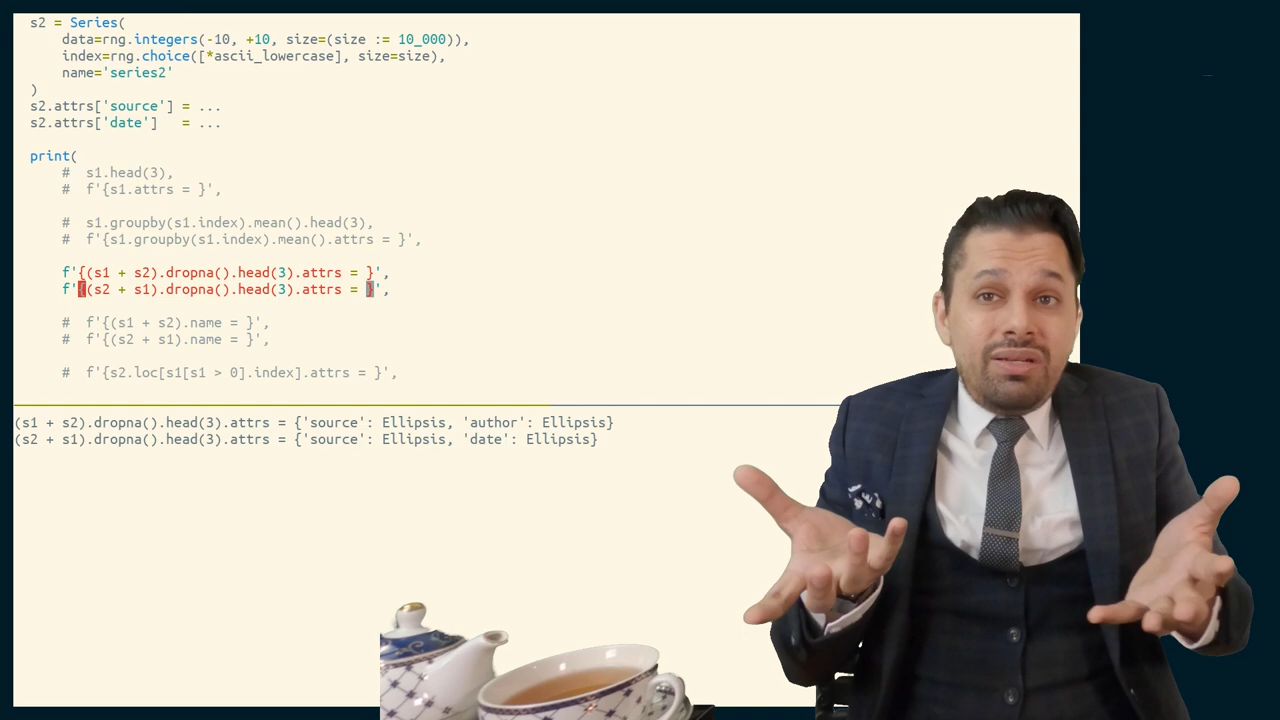 s2 = Series(
data=rng.integers(-10, +10, size=(size := 10_000)),
index=rng.choice([*ascii_lowercase], size=size),
name='series2'
)
s2.attrs['source'] = ...
s2.attrs['date']   = ...
print(
#  s1.head(3),
#  f'{s1.attrs = }',
#  s1.groupby(s1.index).mean().head(3),
#  f'{s1.groupby(s1.index).mean().attrs = }',
f'{(s1 + s2).dropna().head(3).attrs = }',
f'{(s2 + s1).dropna().head(3).attrs = }',
#  f'{(s1 + s2).name = }',
#  f'{(s2 + s1).name = }',
#  f'{s2.loc[s1[s1 > 0].index].attrs = }',
(s1 + s2).dropna().head(3).attrs = {'source': Ellipsis, 'author': Ellipsis}
(s2 + s1).dropna().head(3).attrs = {'source': Ellipsis, 'date': Ellipsis}